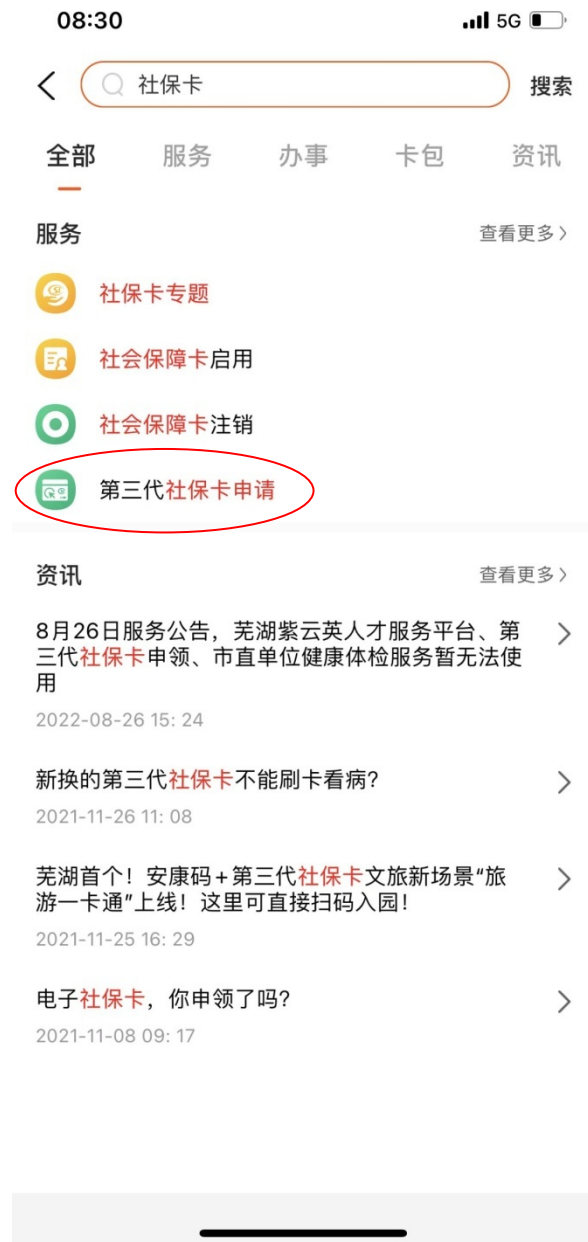 08:30
5G
社保卡
搜索
全部 服务 办事 卡包 资讯
服务
查看更多
社保卡专题
社会保障卡启用
社会保障卡注销
第三代社保卡申请
资讯
查看更多
8月26日服务公告，芜湖紫云英人才服务平台、第
三代社保卡申领、市直单位健康体检服务暂无法使
用
2022-08-26 15: 24
新换的第三代社保卡不能刷卡看病？
2021-11-26 11: 08
芜湖首个！安康码+第三代社保卡文旅新场景“旅
游一卡通”上线！这里可直接扫码入园！
2021-11-25 16: 29
电子社保卡，你申领了吗？
2021-11-08 09: 17